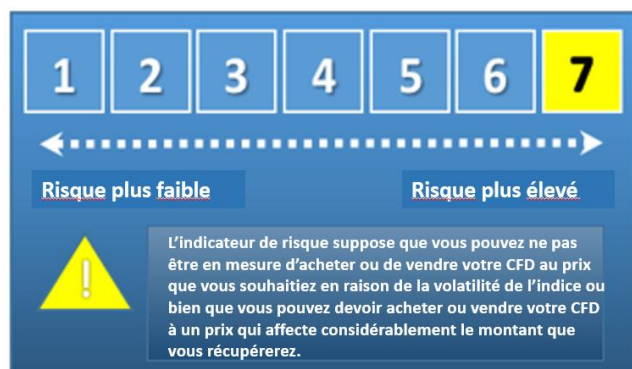 1 2 3 4 5 6 7
Risque plus faible Risque plus élevé
!
L'indicateur de risque suppose que vous pouvez ne pas
être en mesure d'acheter ou de vendre votre CFD au prix
que vous souhaitiez en raison de la volatilité de l'indice ou
bien que vous pouvez devoir acheter ou vendre votre CFD
à un prix qui affecte considérablement le montant que
vous récupérerez.